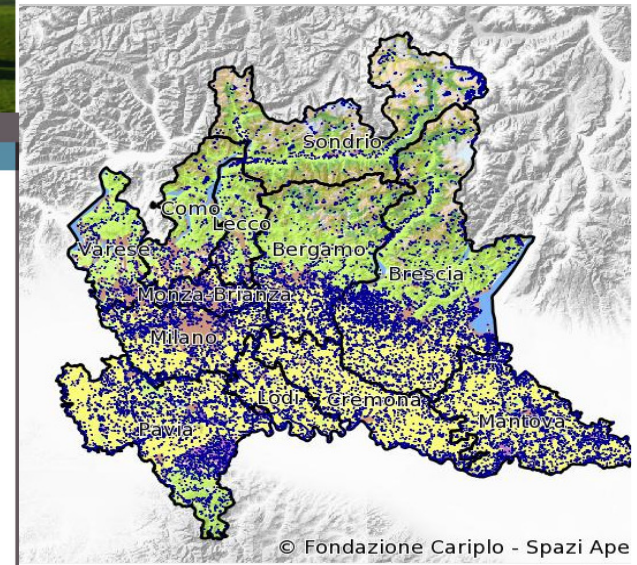 Sondrio
Como
Lecco
Varese
Bergamo
Brescia
Monza-Brianza
Milano
Lodi
Cremona
Mantova
Pavia
© Fondazione Cariplo - Spazi Ape